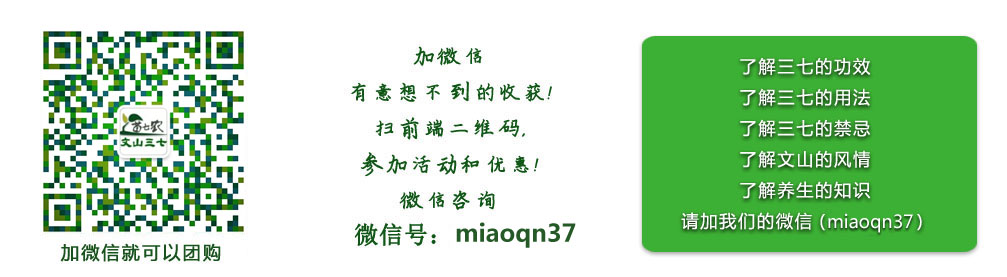 苗七农
文山三七
加微信就可以团购
加微信
有意想不到的收获!
扫前端二维码,
参加活动和优惠!
微信咨询
微信号：miaoqn37
了解三七的功效
了解三七的用法
了解三七的禁忌
了解文山的风情
了解养生的知识
请加我们的微信（miaoqn37）